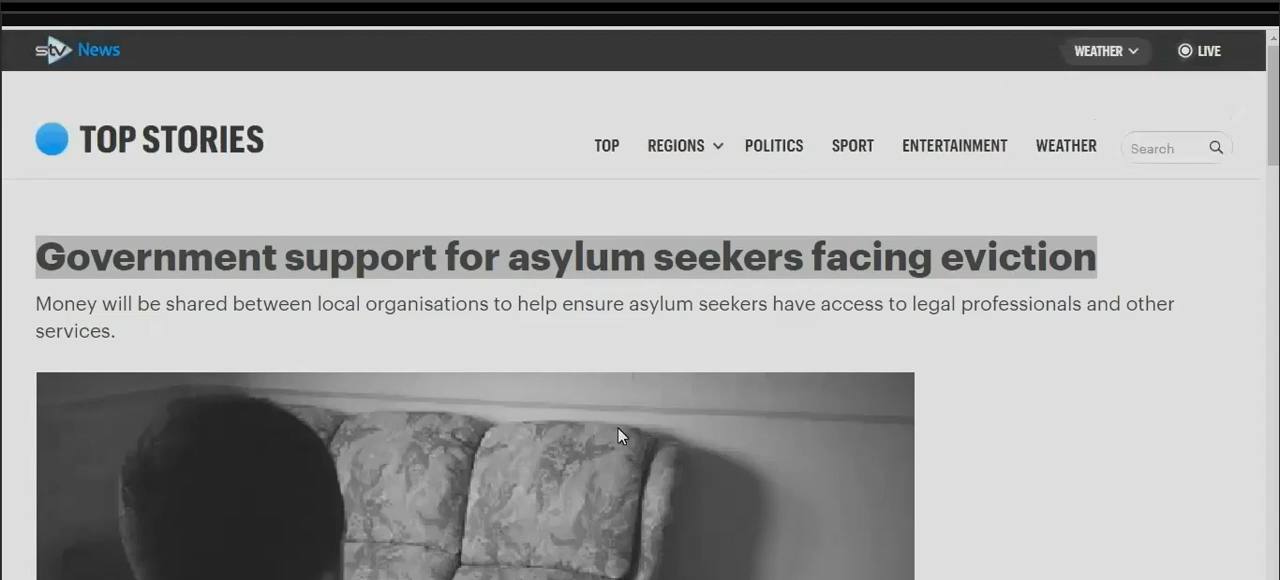 stv News
WEATHER
LIVE
TOP STORIES
TOP
REGIONS
POLITICS
SPORT
ENTERTAINMENT
WEATHER
Search
Government support for asylum seekers facing eviction
Money will be shared between local organisations to help ensure asylum seekers have access to legal professionals and other
services.